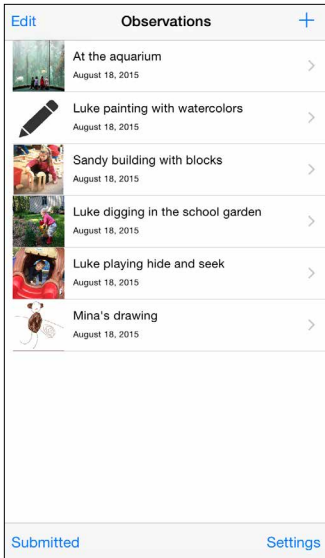 Edit Observations +
At the aquarium
August 18, 2015
Luke painting with watercolors
August 18, 2015
Sandy building with blocks
August 18, 2015
Luke digging in the school garden
August 18, 2015
Luke playing hide and seek
August 18, 2015
Mina's drawing
August 18, 2015
Submitted Settings